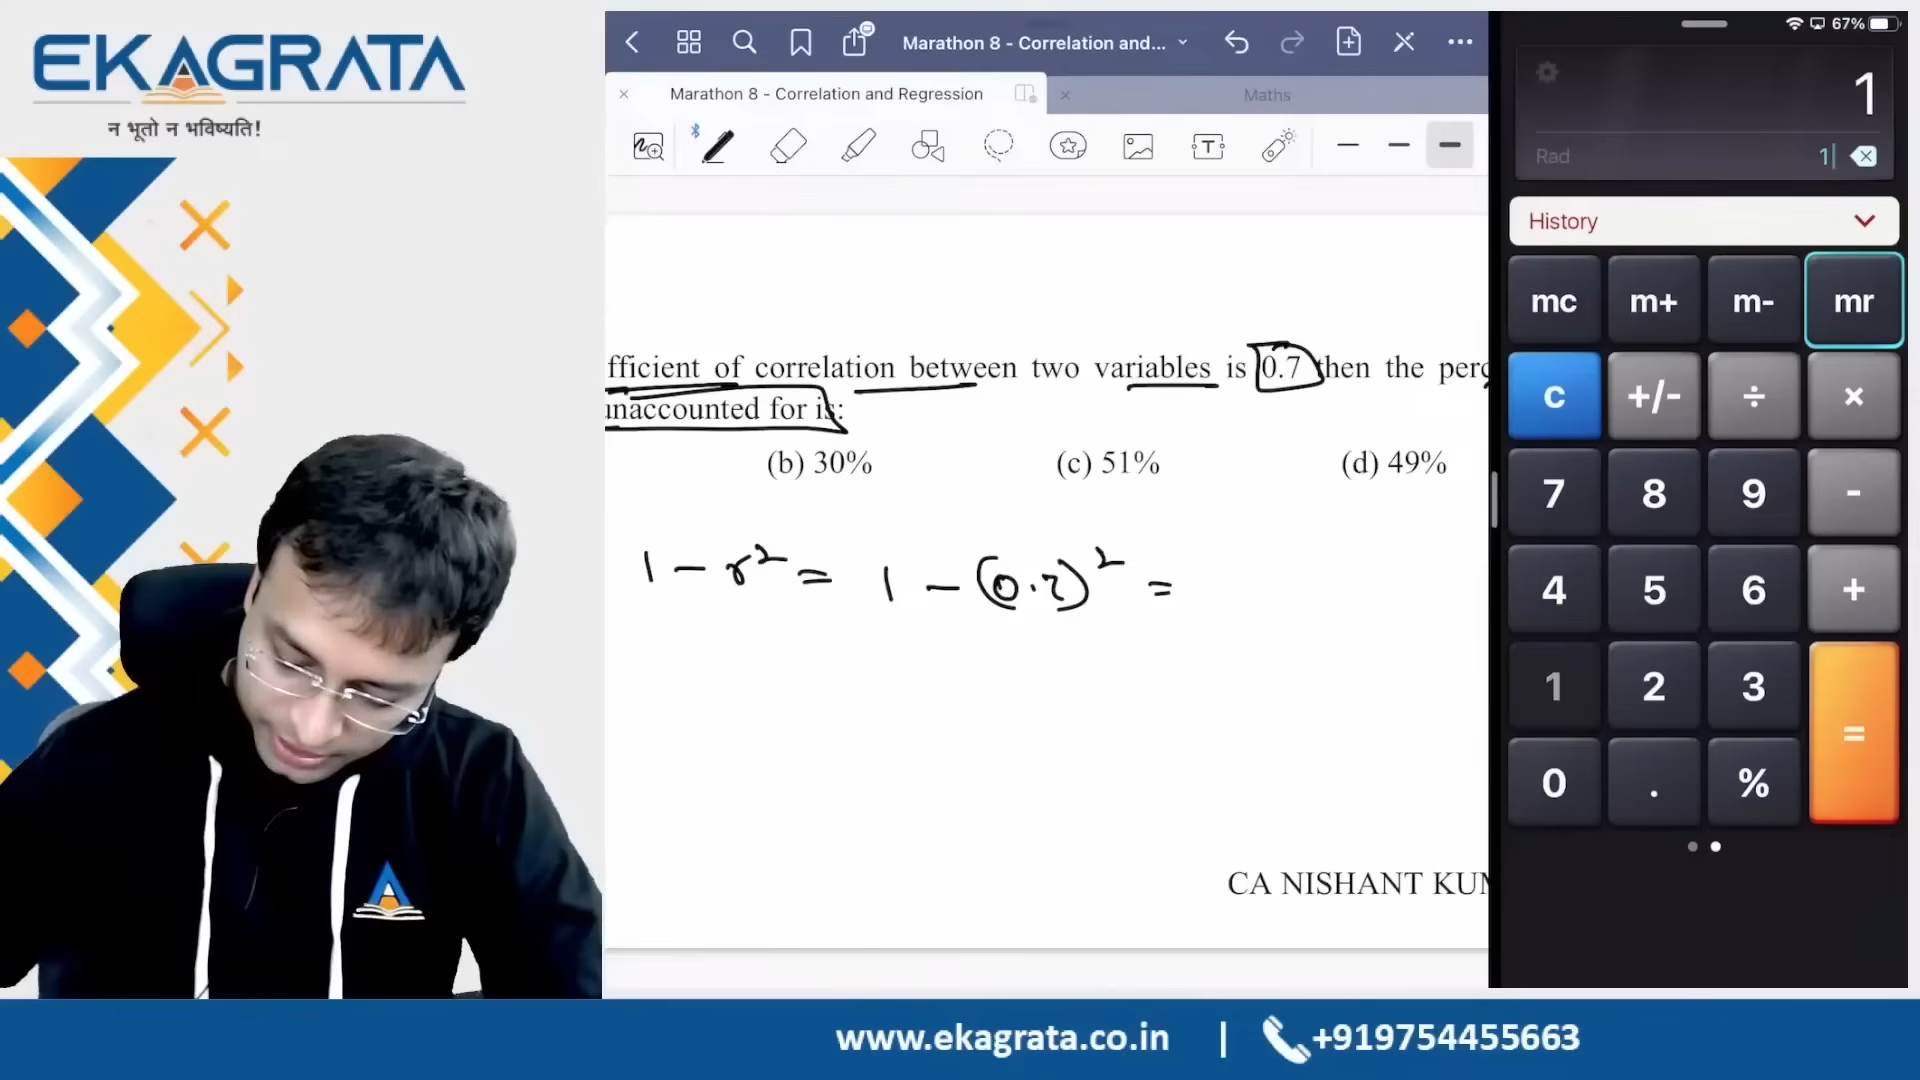 EKAGRATA
न भूतो न भविष्यति!
Marathon 8 - Correlation and...
67%
Marathon 8 - Correlation and Regression
Maths
T
fficient of correlation between two variables is 0.7 then the perc
unaccounted for is:
(b) 30% (c) 51% (d) 49%
1 - r² = 1 - (0.7)² =
CA NISHANT KUM
1
Rad 1
History
mc m+ m- mr
c +/- ÷ ×
7 8 9 -
4 5 6 +
1 2 3 =
0 . %
www.ekagrata.co.in | +919754455663